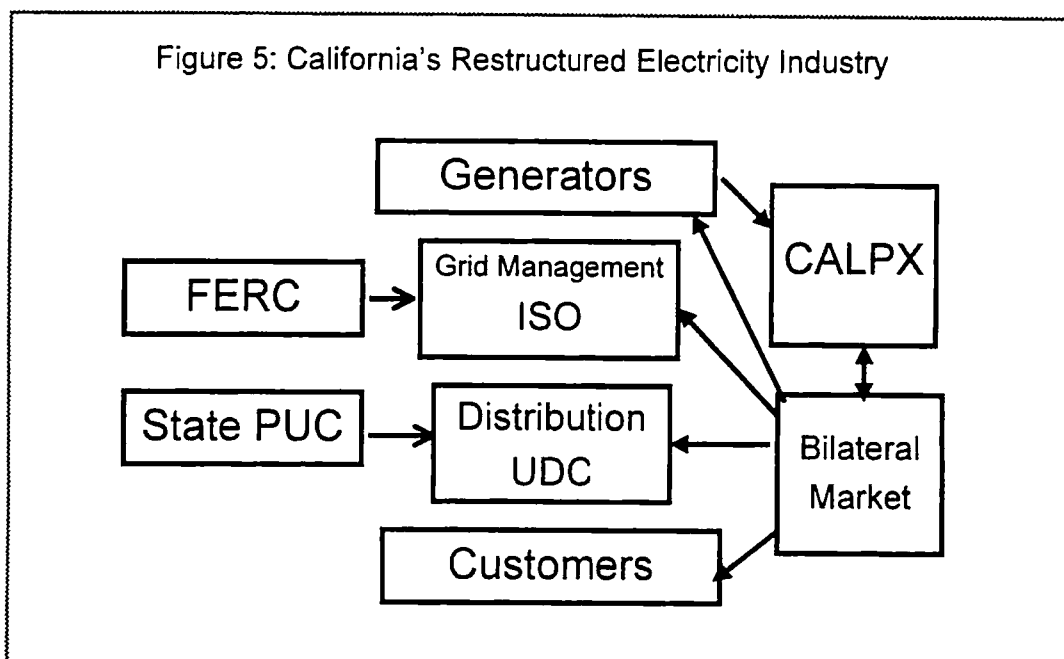 Figure 5: California's Restructured Electricity Industry
Generators
CALPX
Grid Management
ISO
FERC
State PUC
Distribution
UDC
Bilateral
Market
Customers